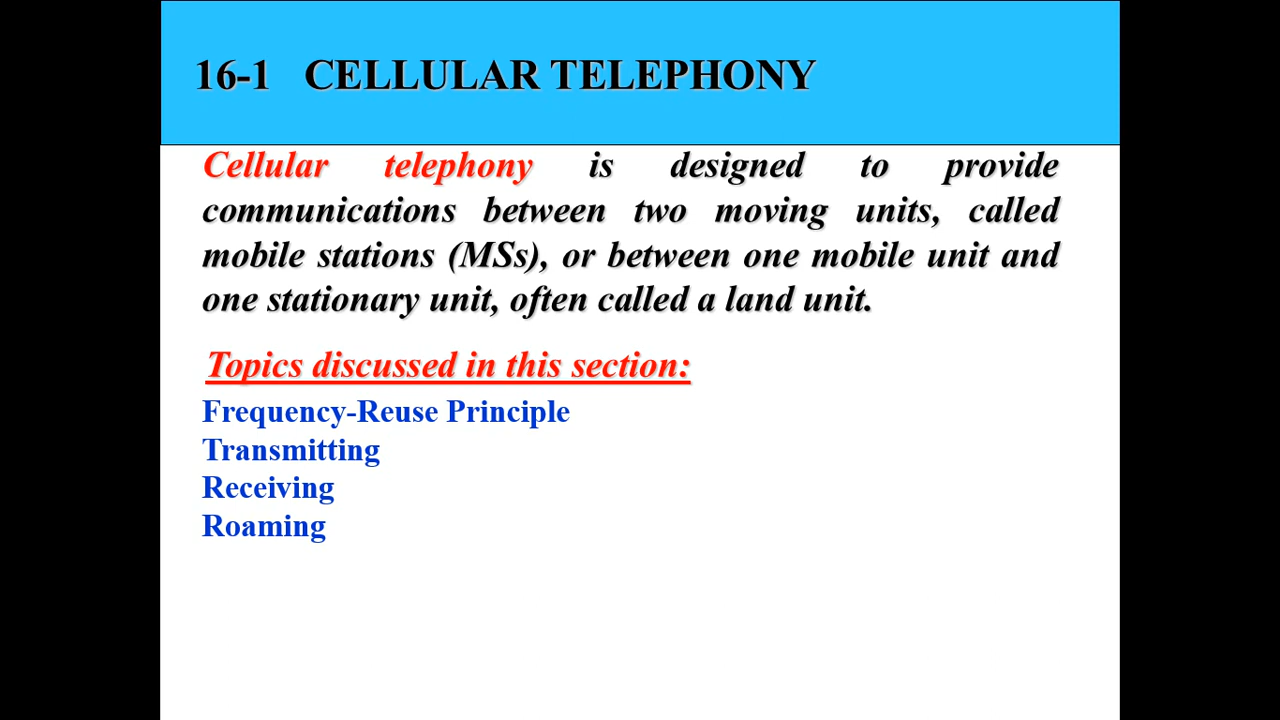 16-1 CELLULAR TELEPHONY
Cellular telephony is designed to provide
communications between two moving units, called
mobile stations (MSs), or between one mobile unit and
one stationary unit, often called a land unit.
Topics discussed in this section:
Frequency-Reuse Principle
Transmitting
Receiving
Roaming